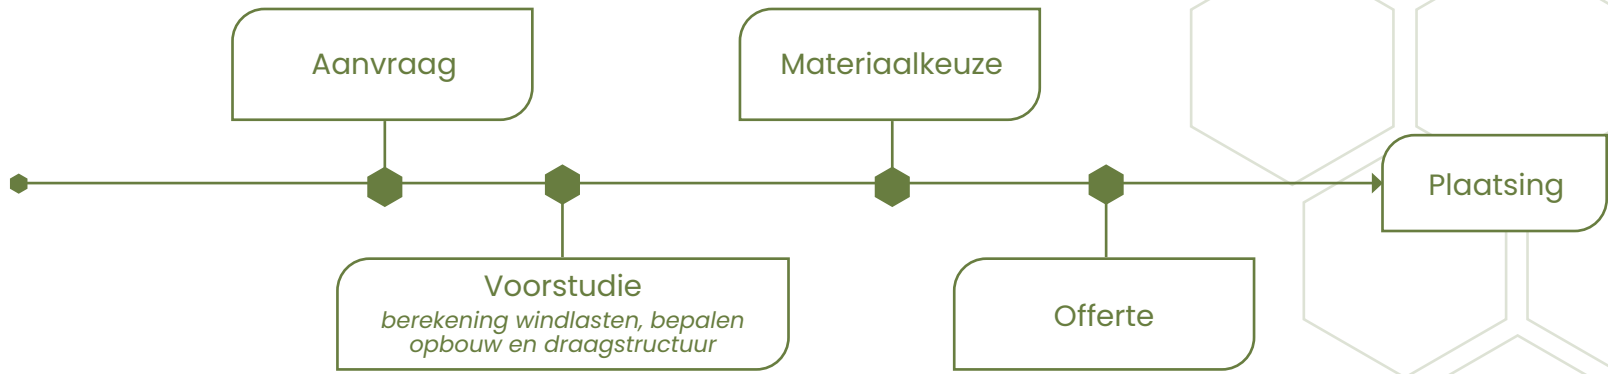 Aanvraag
Voorstudie
berekening windlasten, bepalen
opbouw en draagstructuur
Materiaalkeuze
Offerte
Plaatsing